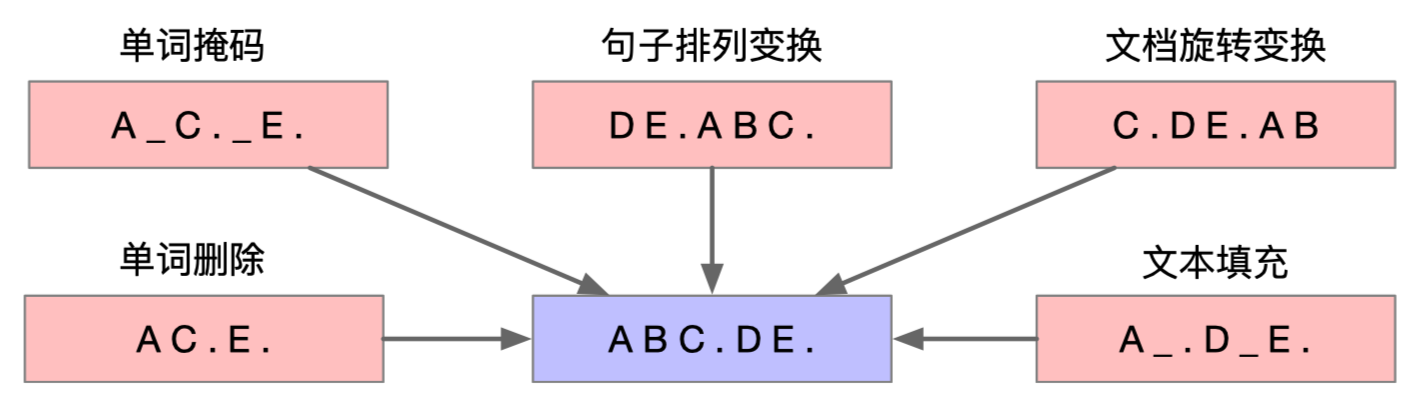 单词掩码
A _ C . _ E .
句子排列变换
D E . A B C .
文档旋转变换
C . D E . A B
单词删除
A C . E .
A B C . D E .
文本填充
A _ . D _ E .